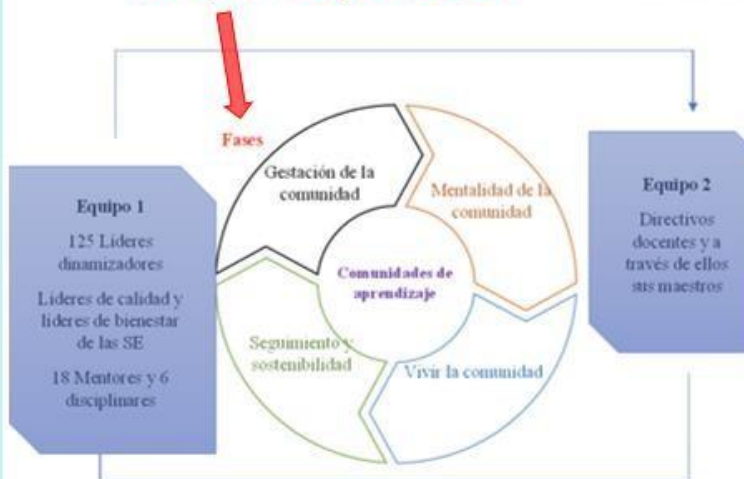 Fases
Gestación de la
comunidad
Mentalidad de la
comunidad
Equipo 1
125 Líderes
dinamizadores
Líderes de calidad y
líderes de bienestar
de las SE
18 Mentores y 6
disciplinares
Comunidades de
aprendizaje
Equipo 2
Directivos
docentes y a
través de ellos
sus maestros
Seguimiento y
sostenibilidad
Vivir la comunidad